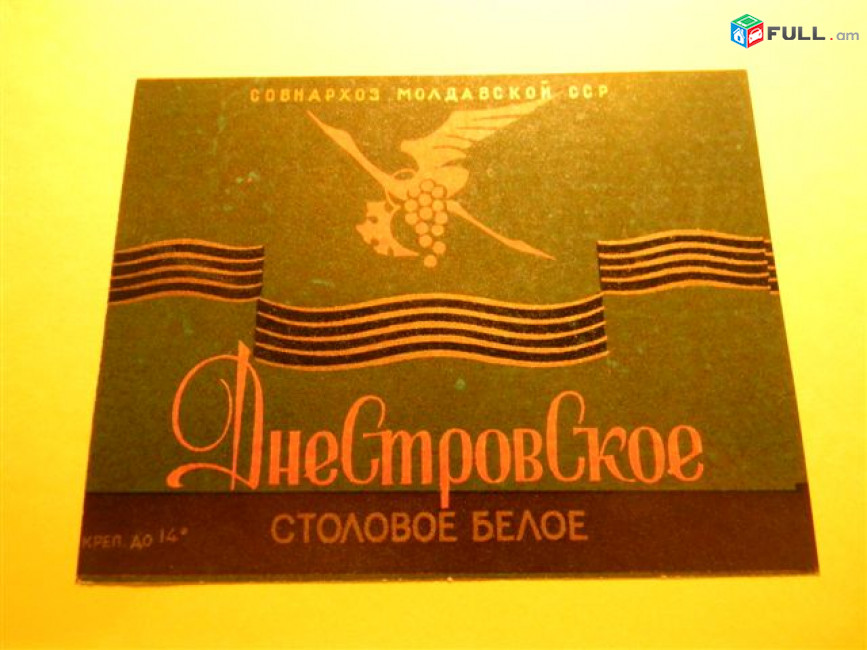 FULL.am
СОВНАРХОЗ МОЛДАВСКОЙ ССР
ДнеСтровСкое
КРЕП. ДО 14°
СТОЛОВОЕ БЕЛОЕ